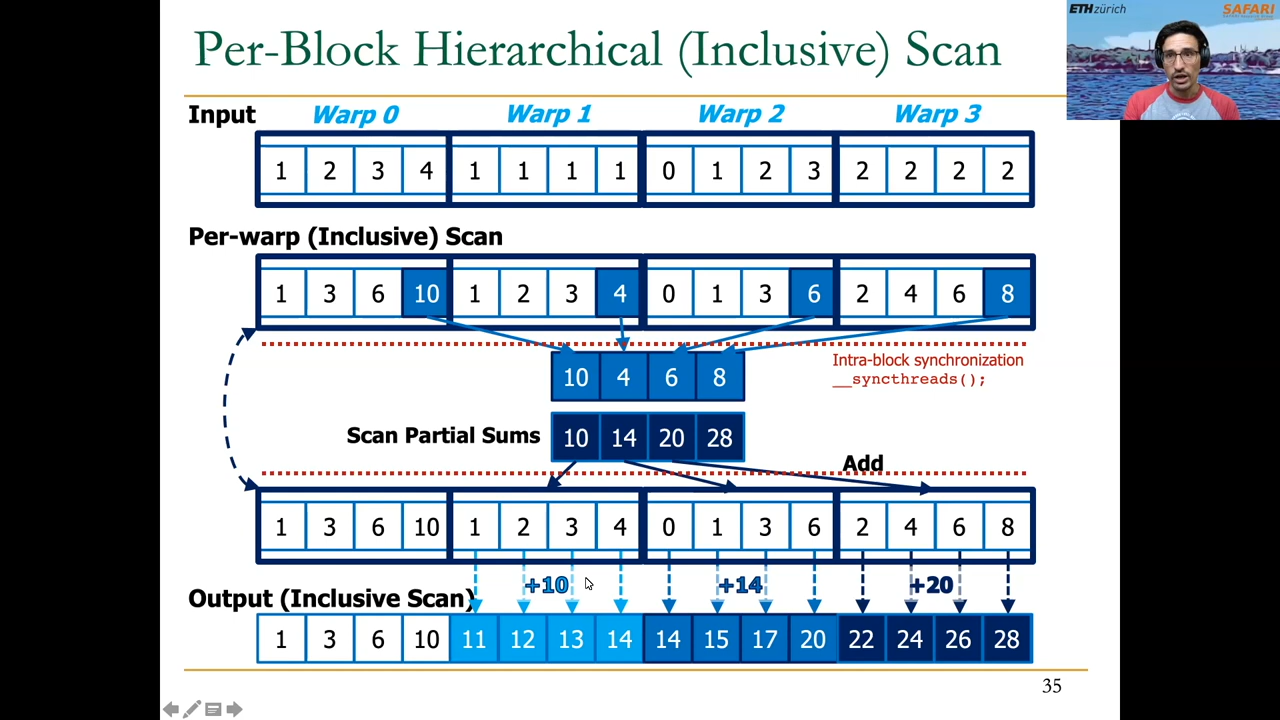 Per-Block Hierarchical (Inclusive) Scan
ETH zürich
SAFARI
Input Warp 0 Warp 1 Warp 2 Warp 3
1 2 3 4 1 1 1 1 0 1 2 3 2 2 2 2
Per-warp (Inclusive) Scan
1 3 6 10 1 2 3 4 0 1 3 6 2 4 6 8
Intra-block synchronization
__syncthreads();
10 4 6 8
Scan Partial Sums 10 14 20 28
Add
1 3 6 10 1 2 3 4 0 1 3 6 2 4 6 8
+10 +14 +20
Output (Inclusive Scan)
1 3 6 10 11 12 13 14 14 15 17 20 22 24 26 28
35